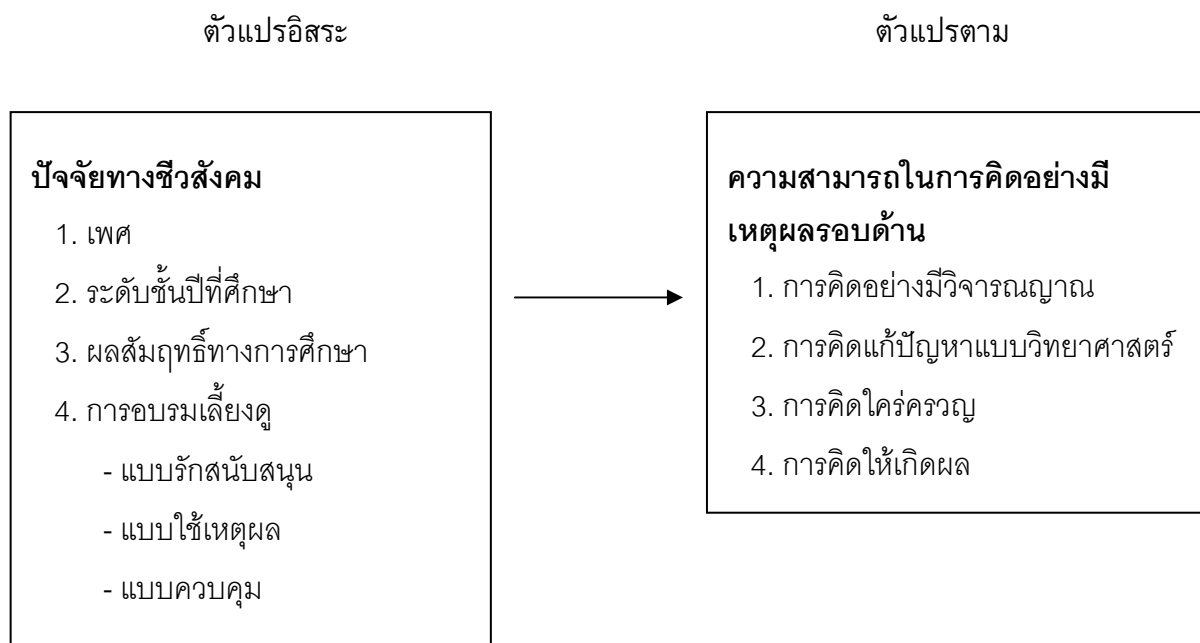 ตัวแปรอิสระ
ตัวแปรตาม
ปัจจัยทางชีวสังคม
1. เพศ
2. ระดับชั้นปีที่ศึกษา
3. ผลสัมฤทธิ์ทางการศึกษา
4. การอบรมเลี้ยงดู
- แบบรักสนับสนุน
- แบบใช้เหตุผล
- แบบควบคุม
ความสามารถในการคิดอย่างมี
เหตุผลรอบด้าน
1. การคิดอย่างมีวิจารณญาณ
2. การคิดแก้ปัญหาแบบวิทยาศาสตร์
3. การคิดใคร่ครวญ
4. การคิดให้เกิดผล